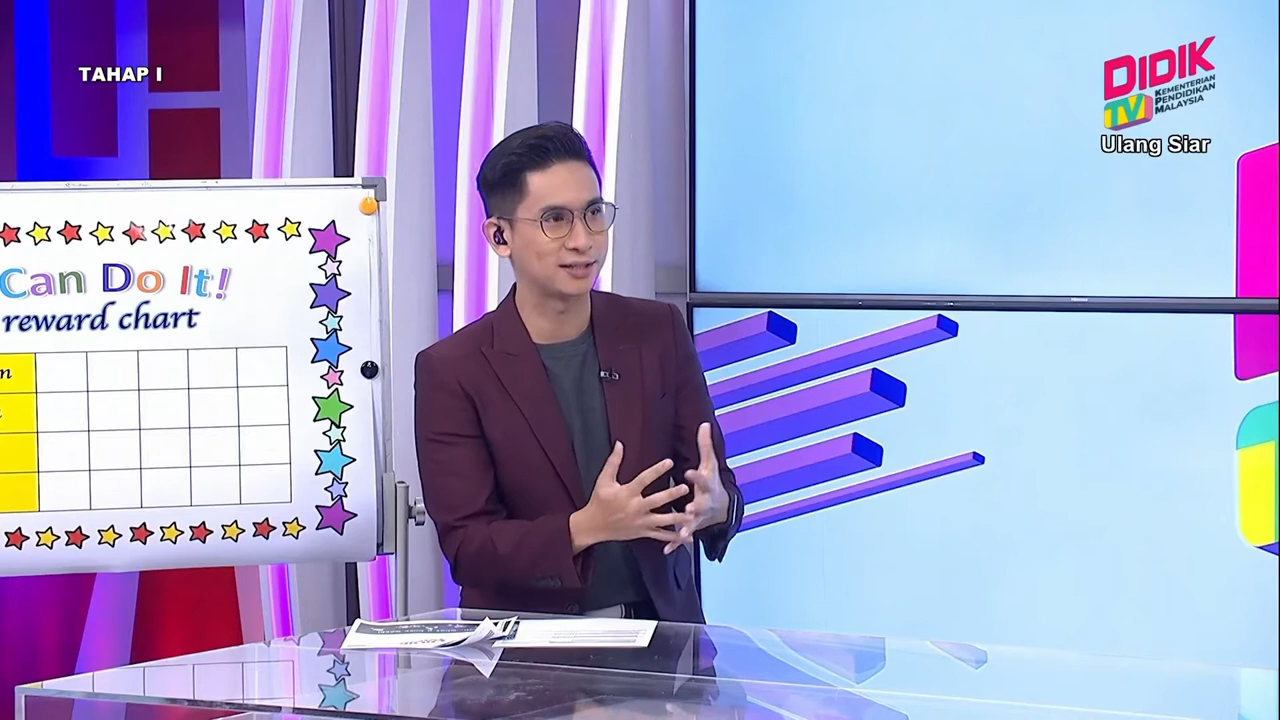 TAHAP I
DIDIK
TV
KEMENTERIAN
PENDIDIKAN
MALAYSIA
Ulang Siar
Can Do It!
reward chart
n